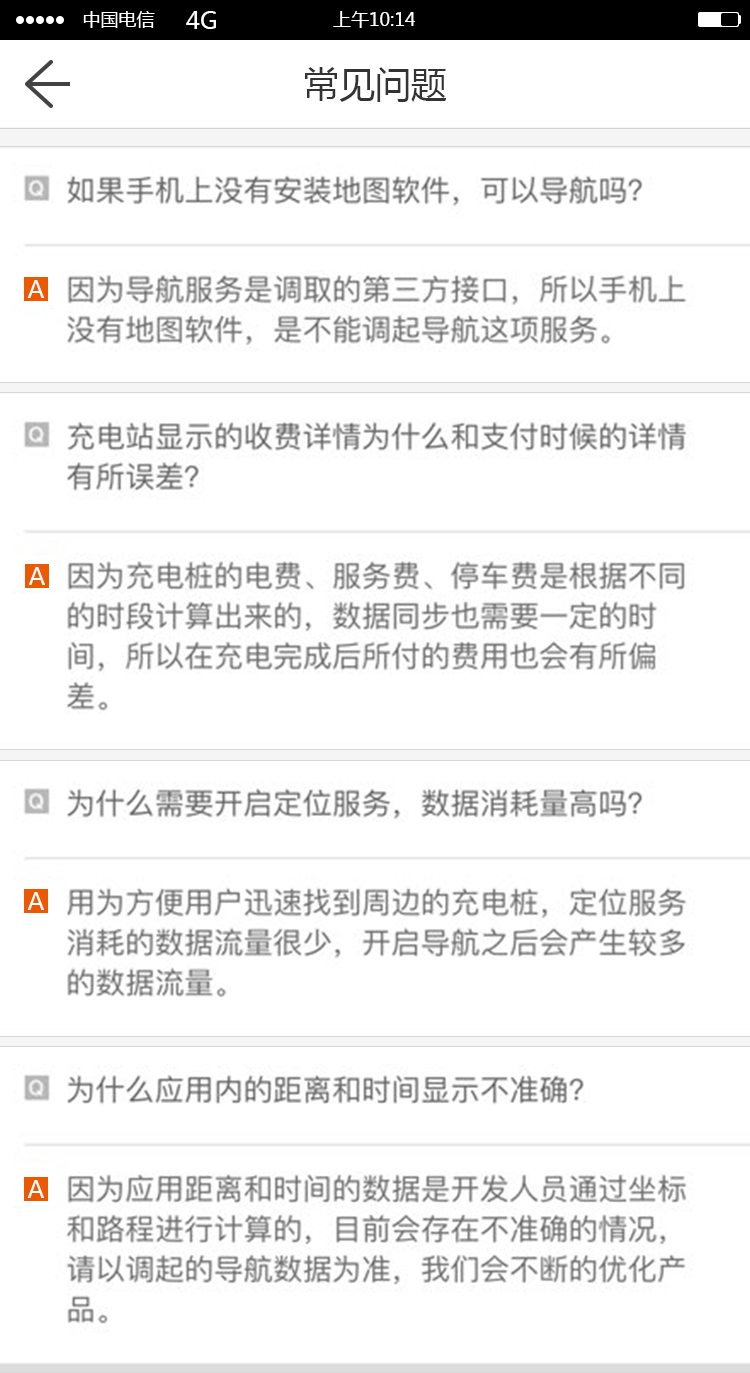 中国电信 4G 上午10:14
常见问题
Q 如果手机上没有安装地图软件，可以导航吗？
A 因为导航服务是调取的第三方接口，所以手机上
没有地图软件，是不能调起导航这项服务。
Q 充电站显示的收费详情为什么和支付时候的详情
有所误差？
A 因为充电桩的电费、服务费、停车费是根据不同
的时段计算出来的，数据同步也需要一定的时
间，所以在充电完成后所付的费用也会有所偏
差。
Q 为什么需要开启定位服务，数据消耗量高吗？
A 用为方便用户迅速找到周边的充电桩，定位服务
消耗的数据流量很少，开启导航之后会产生较多
的数据流量。
Q 为什么应用内的距离和时间显示不准确？
A 因为应用距离和时间的数据是开发人员通过坐标
和路程进行计算的，目前会存在不准确的情况，
请以调起的导航数据为准，我们会不断的优化产
品。